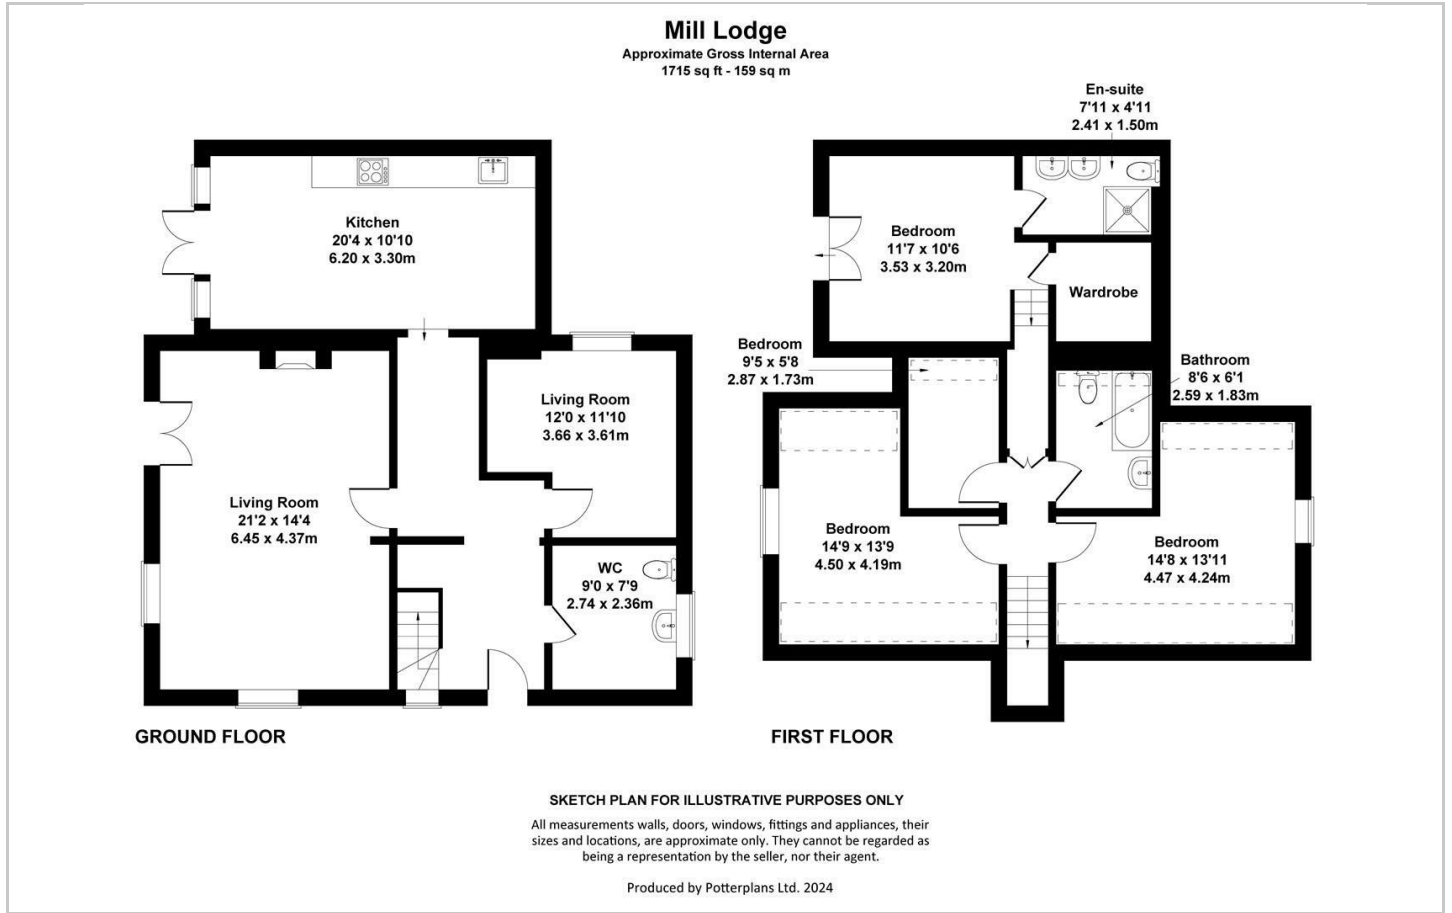 Mill Lodge
Approximate Gross Internal Area
1715 sq ft - 159 sq m
Kitchen
20'4 x 10'10
6.20 x 3.30m
Living Room
12'0 x 11'10
3.66 x 3.61m
Living Room
21'2 x 14'4
6.45 x 4.37m
WC
9'0 x 7'9
2.74 x 2.36m
GROUND FLOOR
En-suite
7'11 x 4'11
2.41 x 1.50m
Bedroom
11'7 x 10'6
3.53 x 3.20m
Wardrobe
Bedroom
9'5 x 5'8
2.87 x 1.73m
Bathroom
8'6 x 6'1
2.59 x 1.83m
Bedroom
14'9 x 13'9
4.50 x 4.19m
Bedroom
14'8 x 13'11
4.47 x 4.24m
FIRST FLOOR
SKETCH PLAN FOR ILLUSTRATIVE PURPOSES ONLY
All measurements walls, doors, windows, fittings and appliances, their
sizes and locations, are approximate only. They cannot be regarded as
being a representation by the seller, nor their agent.
Produced by Potterplans Ltd. 2024